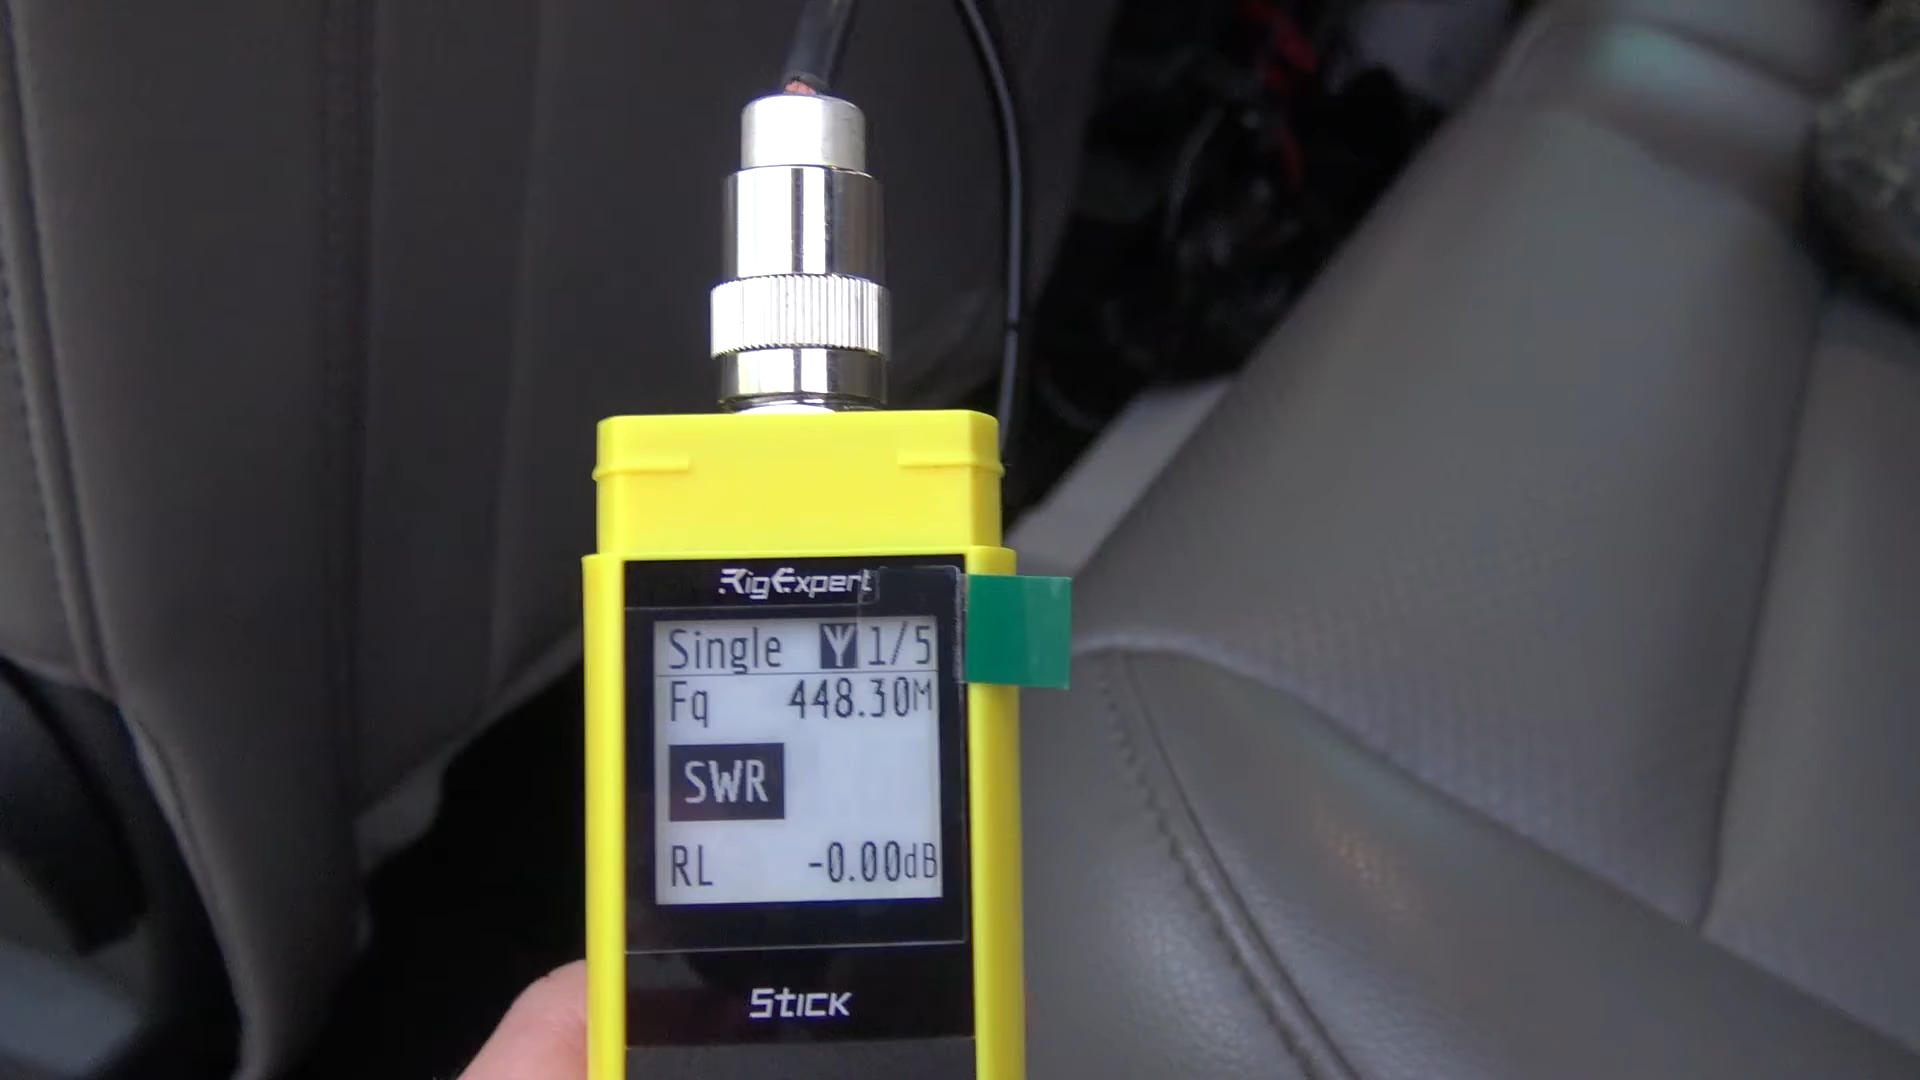 RigExpert
Single 1/5
Fq 448.30M
SWR
RL -0.00dB
Stick